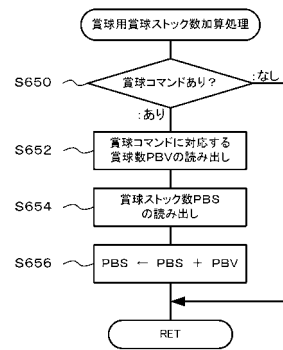 賞球用賞球ストック数加算処理
S650
賞球コマンドあり？
:なし
:あり
S652
賞球コマンドに対応する
賞球数PBVの読み出し
S654
賞球ストック数PBS
の読み出し
S656
PBS ← PBS + PBV
RET